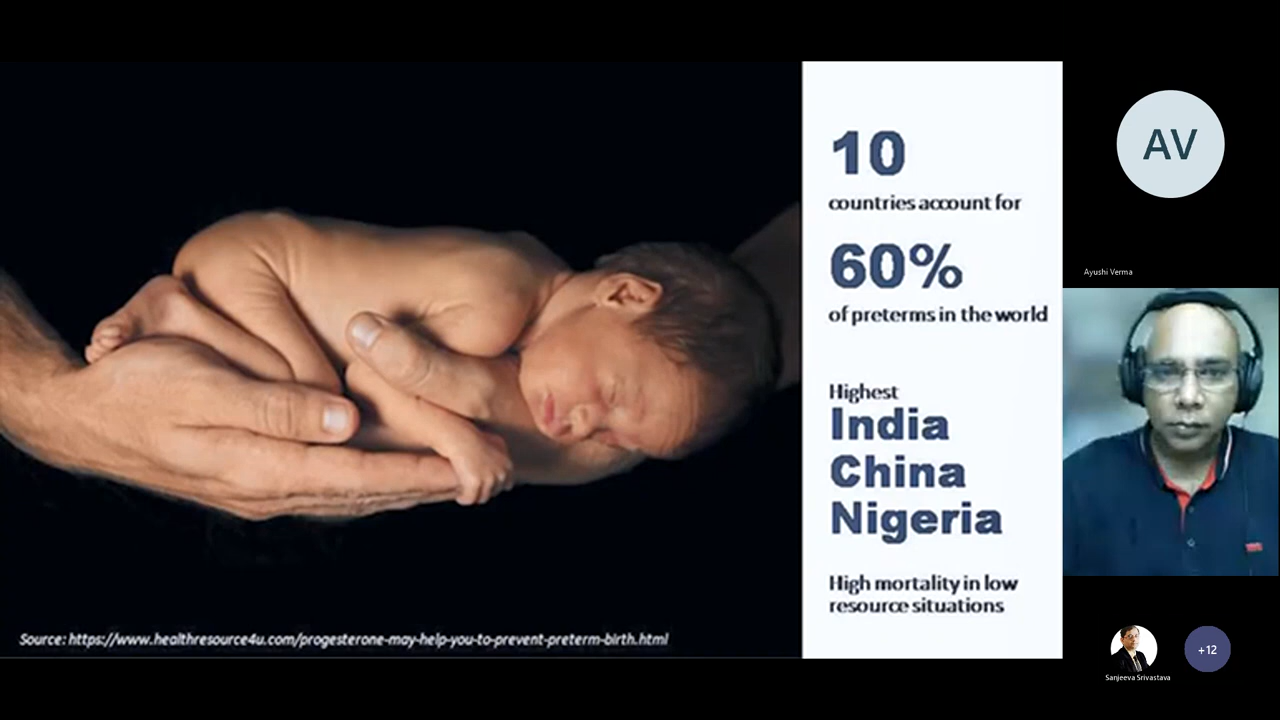 10
countries account for
60%
of preterms in the world
Highest
India
China
Nigeria
High mortality in low
resource situations
Source: https://www.healthresource4u.com/progesterone-may-help-you-to-prevent-preterm-birth.html
AV
Ayushi Verma
Sanjeeva Srivastava
+12